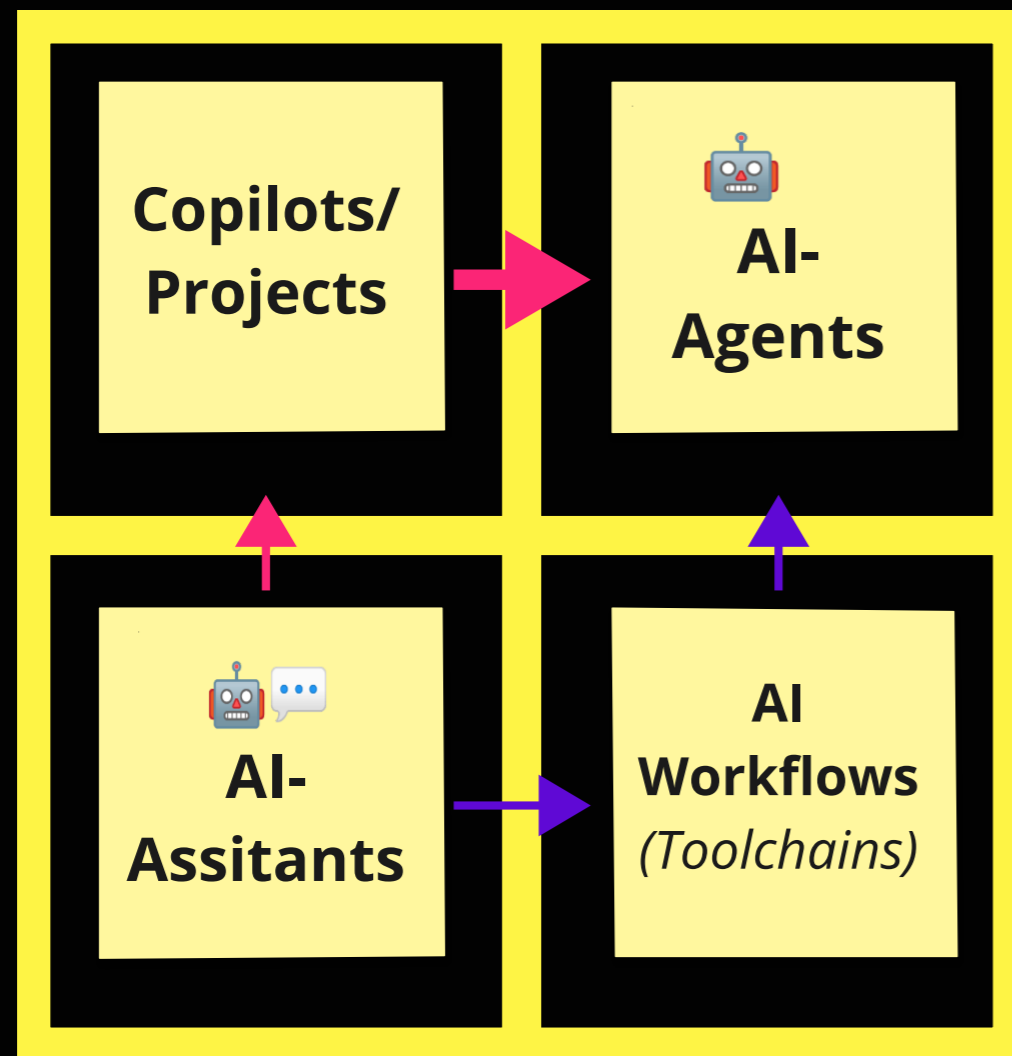 Copilots/
Projects
AI-
Agents
AI-
Assitants
AI
Workflows
(Toolchains)